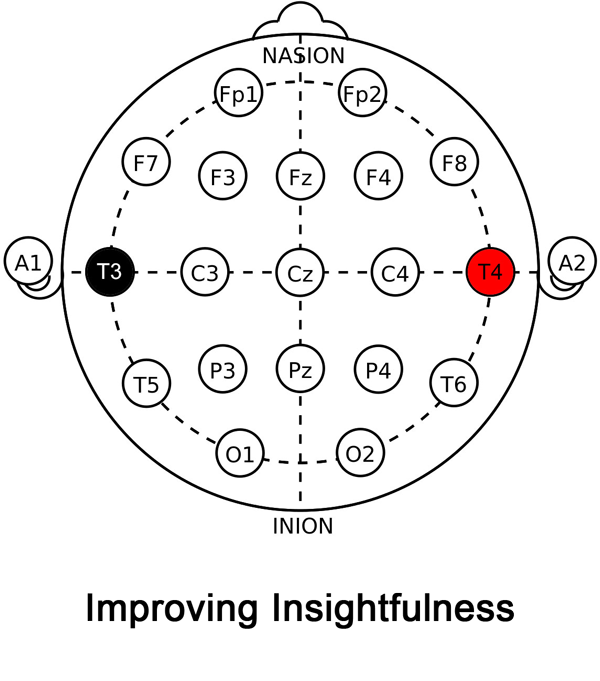 NASION
Fp1 Fp2
F7 F3 Fz F4 F8
A1 T3 C3 Cz C4 T4 A2
T5 P3 Pz P4 T6
O1 O2
INION
Improving Insightfulness